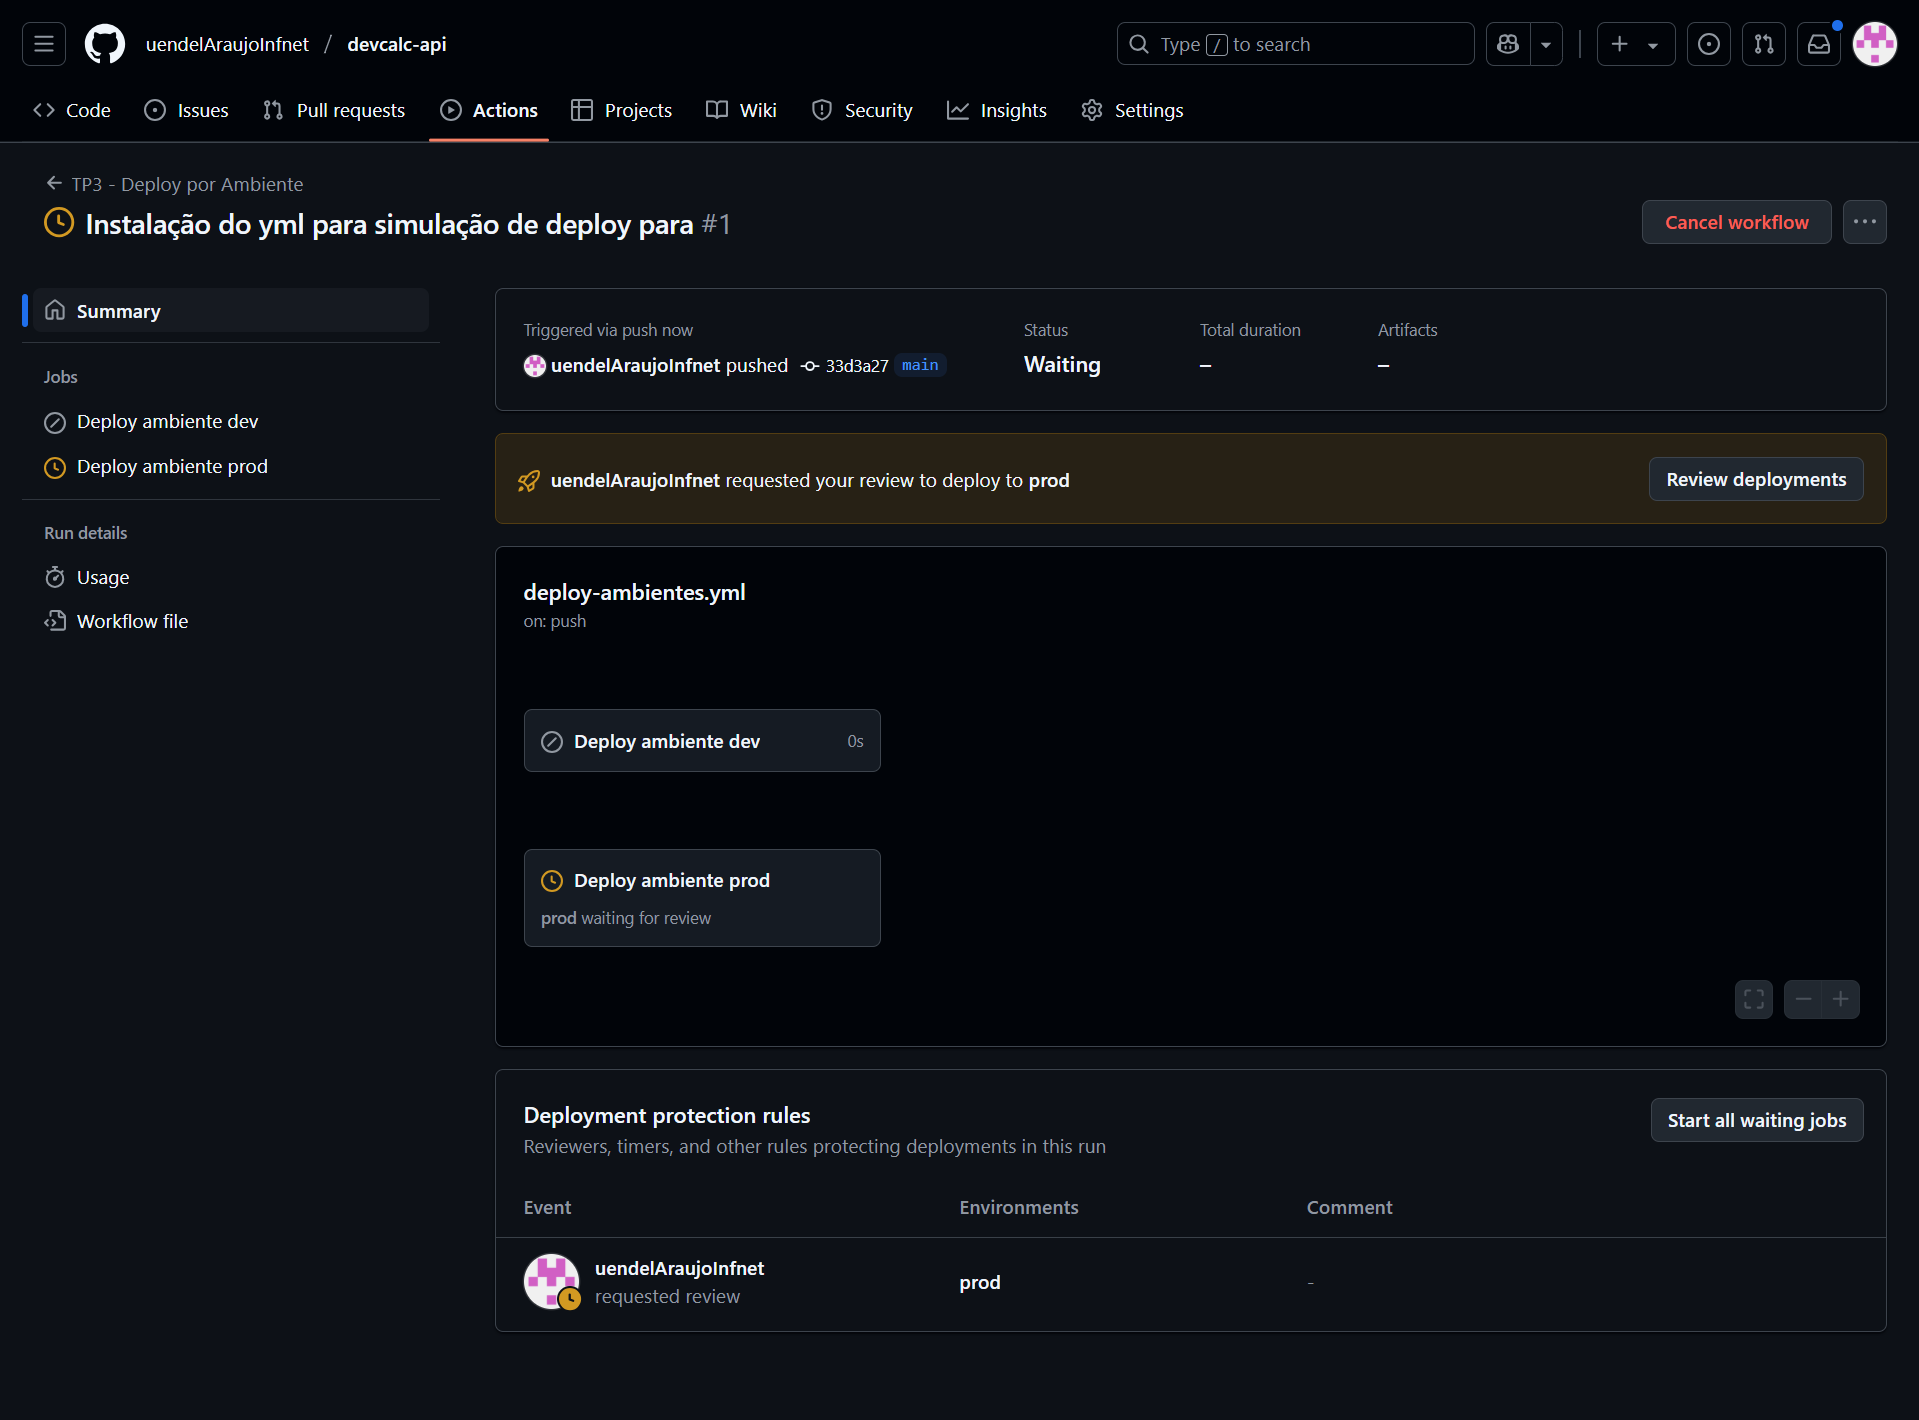 uendelAraujoInfnet / devcalc-api
Type / to search
Code Issues Pull requests Actions Projects Wiki Security Insights Settings
TP3 - Deploy por Ambiente
Instalação do yml para simulação de deploy para #1
Cancel workflow
Summary
Jobs
Deploy ambiente dev
Deploy ambiente prod
Run details
Usage
Workflow file
Triggered via push now
uendelAraujoInfnet pushed 33d3a27 main
Status
Waiting
Total duration
–
Artifacts
–
uendelAraujoInfnet requested your review to deploy to prod
Review deployments
deploy-ambientes.yml
on: push
Deploy ambiente dev 0s
Deploy ambiente prod
prod waiting for review
Deployment protection rules
Reviewers, timers, and other rules protecting deployments in this run
Start all waiting jobs
Event Environments Comment
uendelAraujoInfnet
requested review
prod
-